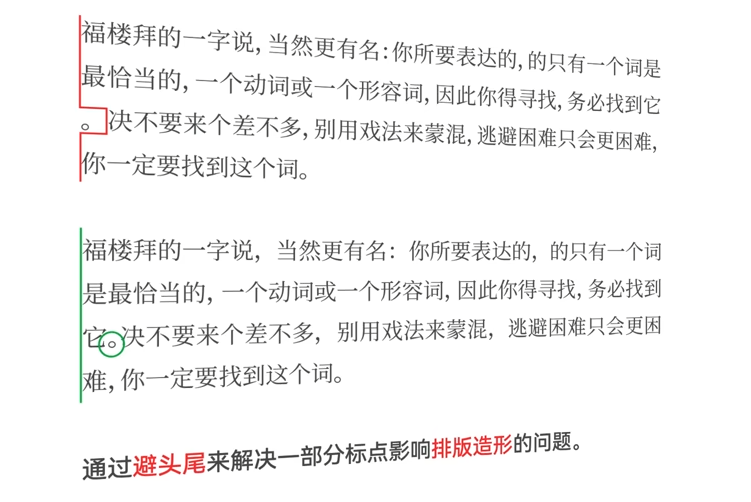 福楼拜的一字说,当然更有名:你所要表达的,的只有一个词是
最恰当的,一个动词或一个形容词,因此你得寻找,务必找到它
。决不要来个差不多,别用戏法来蒙混,逃避困难只会更困难,
你一定要找到这个词。
福楼拜的一字说，当然更有名：你所要表达的，的只有一个词
是最恰当的,一个动词或一个形容词,因此你得寻找,务必找到
它。决不要来个差不多，别用戏法来蒙混，逃避困难只会更困
难,你一定要找到这个词。
通过避头尾来解决一部分标点影响排版造形的问题。